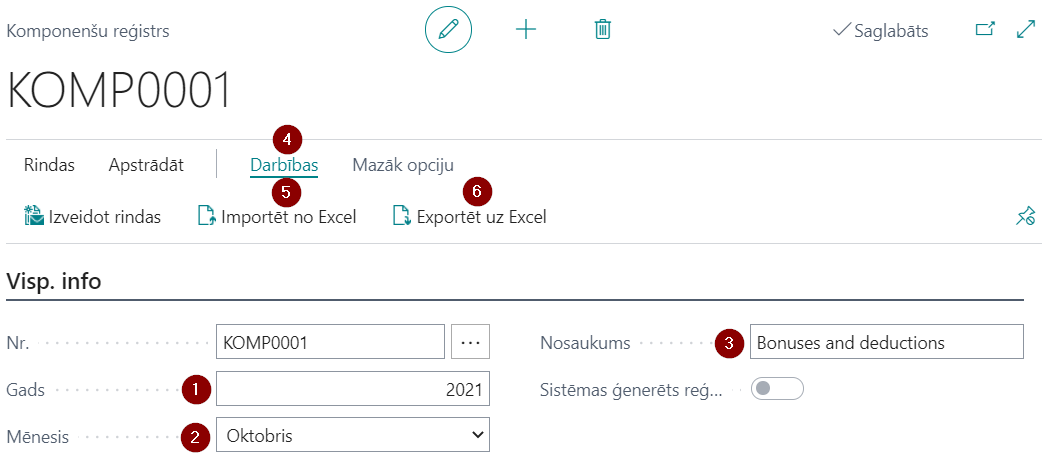 Komponenšu reģistrs
Saglabāts
KOMP0001
4
Rindas Apstrādāt Darbības Mazāk opciju
5 6
Izveidot rindas Importēt no Excel Exportēt uz Excel
Visp. info
Nr. KOMP0001 ... Nosaukums 3 Bonuses and deductions
Gads 1 2021 Sistēmas ģenerēts reģ...
Mēnesis 2 Oktobris